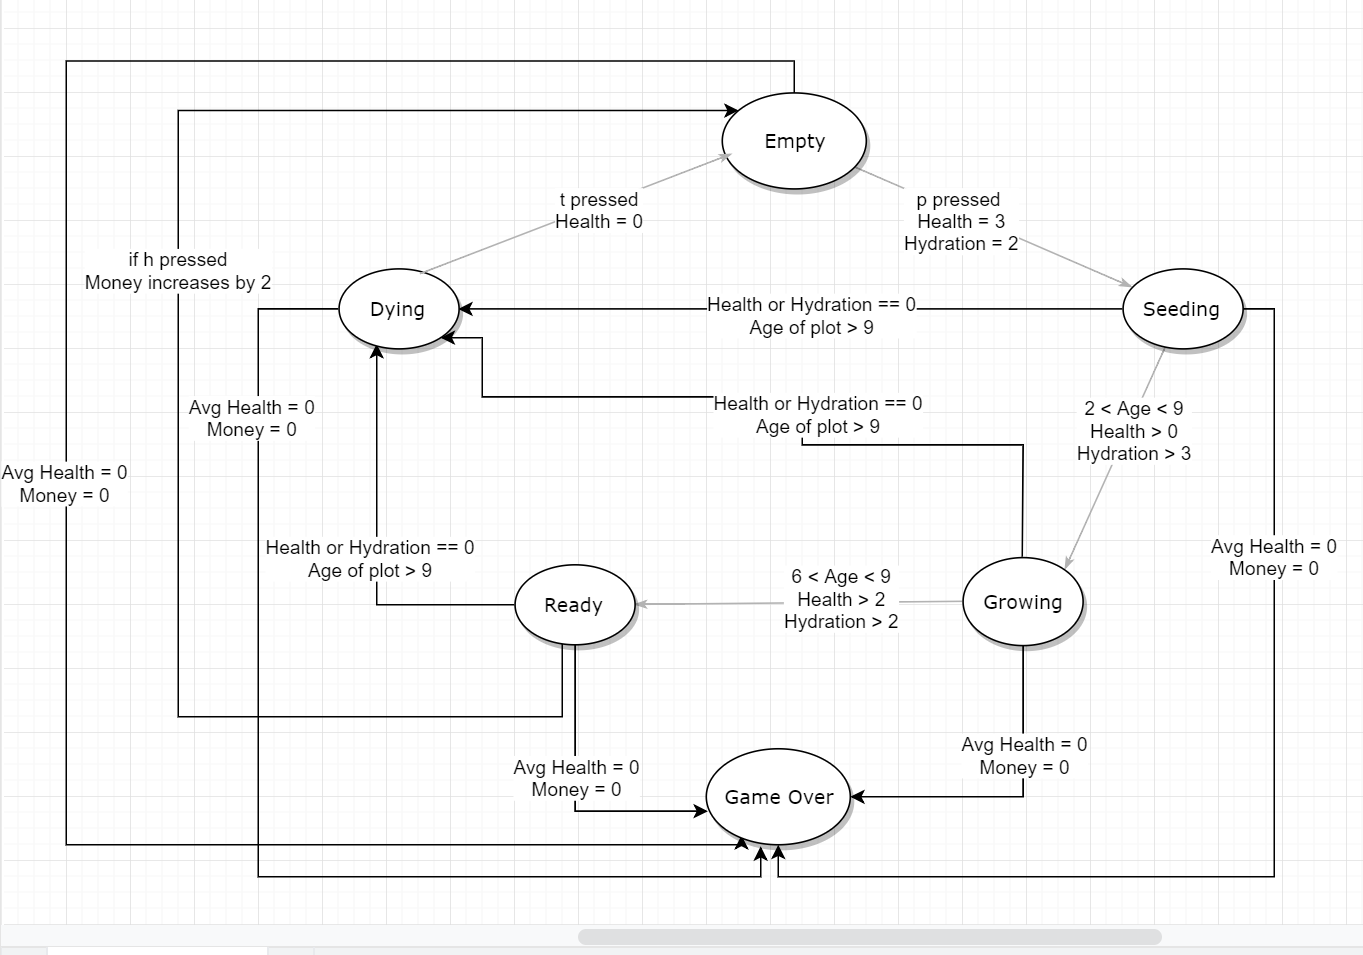 Empty
t pressed
Health = 0
p pressed
Health = 3
Hydration = 2
if h pressed
Money increases by 2
Dying
Health or Hydration == 0
Age of plot > 9
Seeding
Avg Health = 0
Money = 0
Health or Hydration == 0
Age of plot > 9
2 < Age < 9
Health > 0
Hydration > 3
Avg Health = 0
Money = 0
Health or Hydration == 0
Age of plot > 9
Ready
6 < Age < 9
Health > 2
Hydration > 2
Growing
Avg Health = 0
Money = 0
Avg Health = 0
Money = 0
Game Over
Avg Health = 0
Money = 0